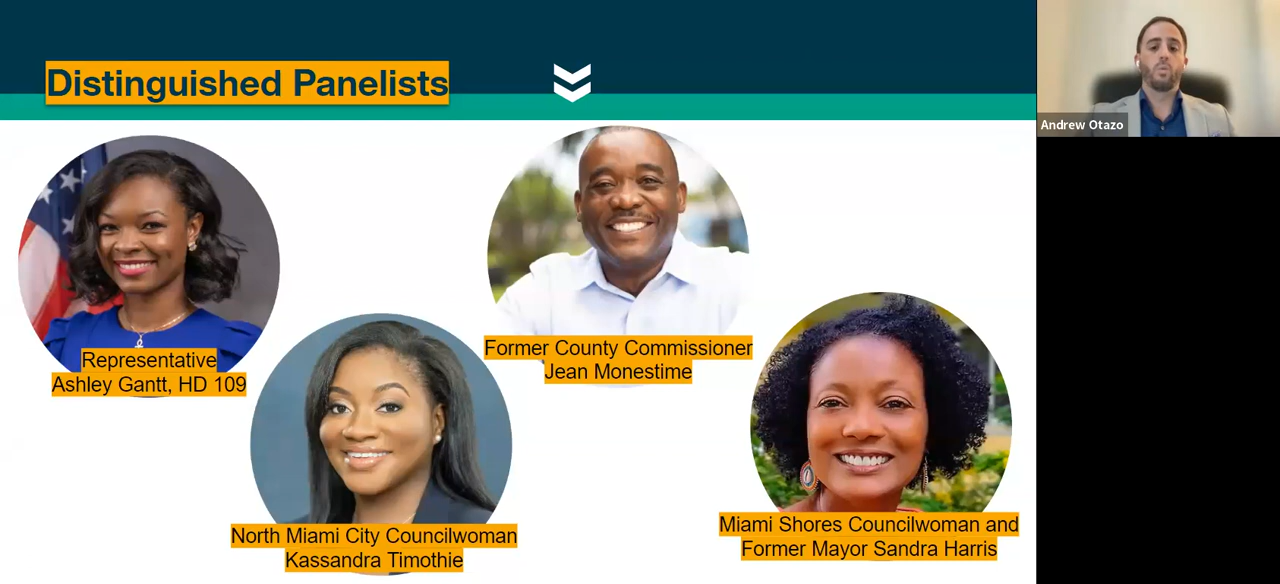 Distinguished Panelists
Andrew Otazo
Representative
Ashley Gantt, HD 109
Former County Commissioner
Jean Monestime
North Miami City Councilwoman
Kassandra Timothie
Miami Shores Councilwoman and
Former Mayor Sandra Harris